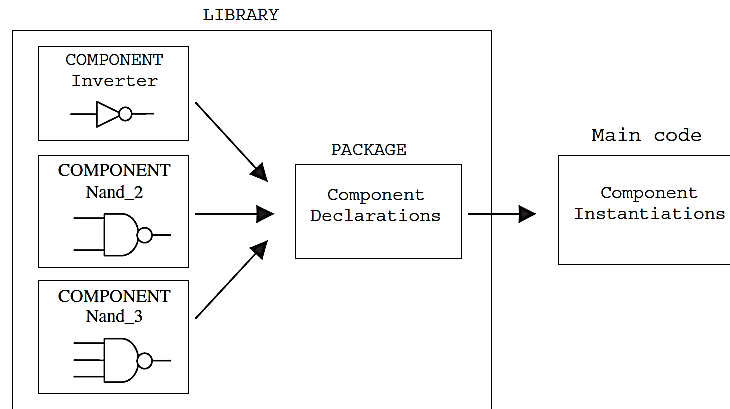 LIBRARY
COMPONENT
Inverter
COMPONENT
Nand_2
COMPONENT
Nand_3
PACKAGE
Component
Declarations
Main code
Component
Instantiations